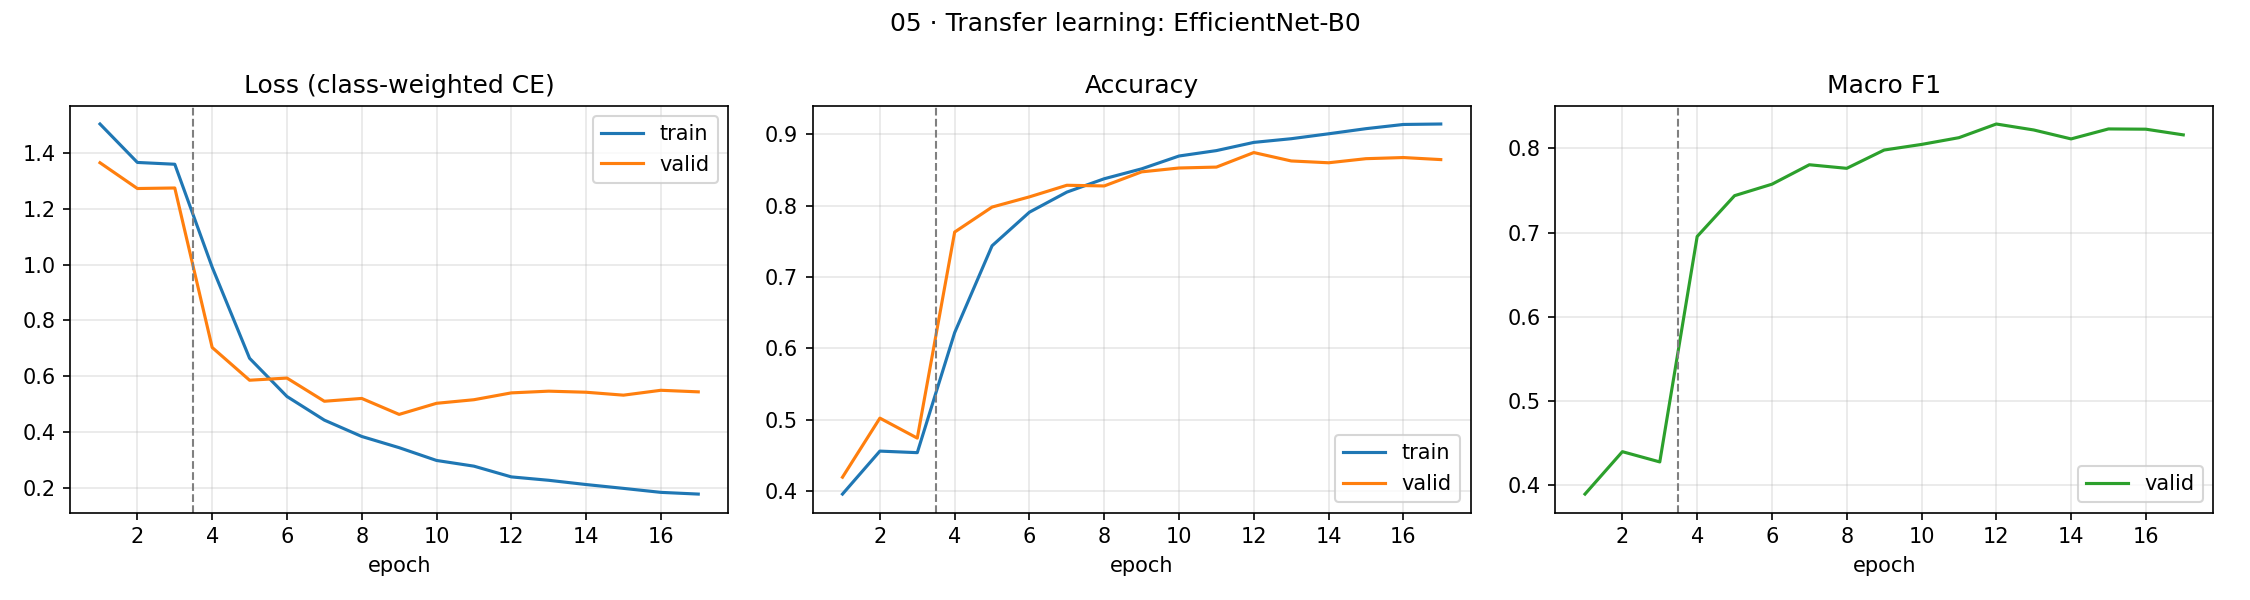 05 · Transfer learning: EfficientNet-B0
Loss (class-weighted CE)
train
valid
1.4
1.2
1.0
0.8
0.6
0.4
0.2
2 4 6 8 10 12 14 16
epoch
Accuracy
0.9
0.8
0.7
0.6
0.5
0.4
train
valid
2 4 6 8 10 12 14 16
epoch
Macro F1
0.8
0.7
0.6
0.5
0.4
valid
2 4 6 8 10 12 14 16
epoch